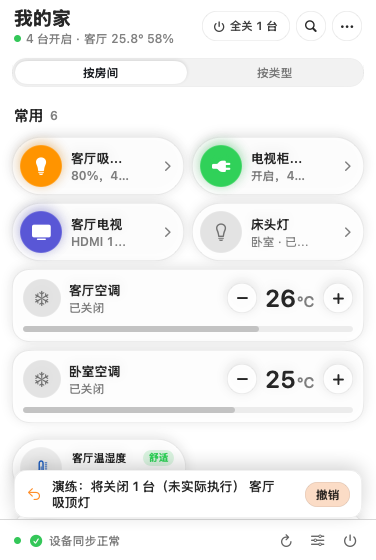 我的家
4 台开启 · 客厅 25.8° 58%
全关 1 台
按房间
按类型
常用 6
客厅吸...
80%，4...
电视柜...
开启，4...
客厅电视
HDMI 1...
床头灯
卧室 · 已...
客厅空调
已关闭
26°C
卧室空调
已关闭
25°C
客厅温湿度
舒适
演练：将关闭 1 台（未实际执行） 客厅
吸顶灯
撤销
设备同步正常